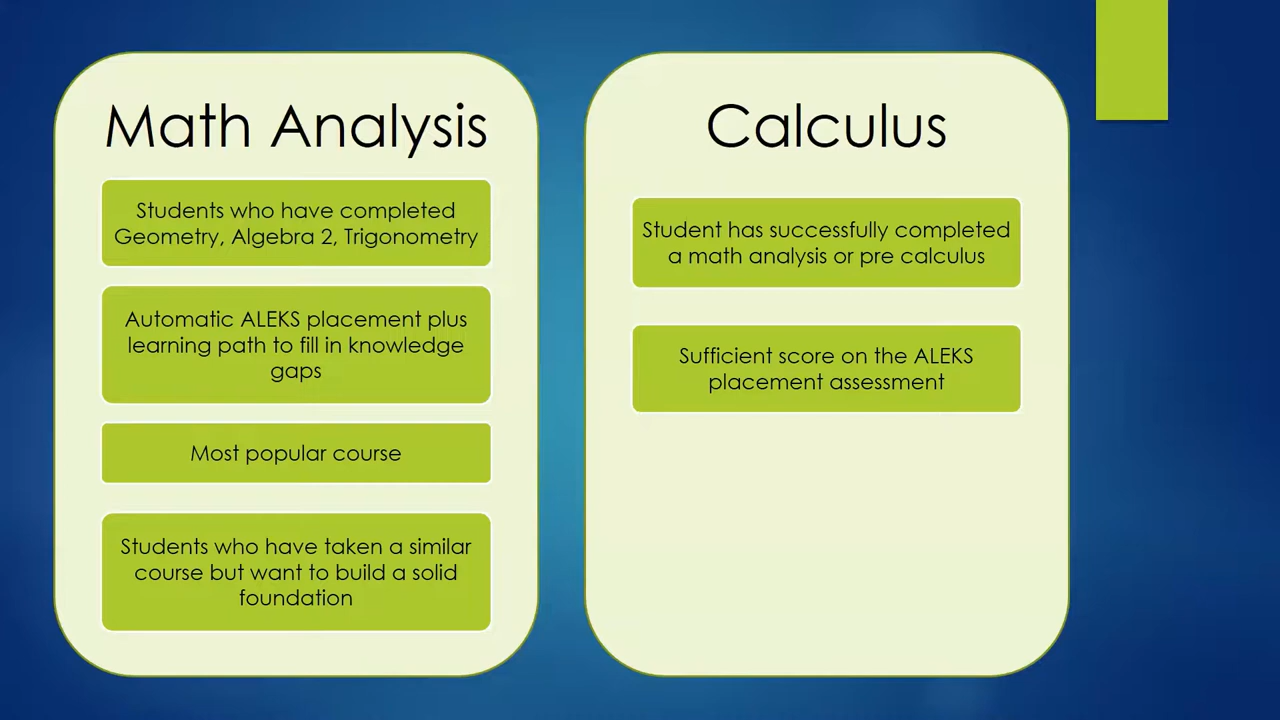 Math Analysis
Students who have completed
Geometry, Algebra 2, Trigonometry
Automatic ALEKS placement plus
learning path to fill in knowledge
gaps
Most popular course
Students who have taken a similar
course but want to build a solid
foundation
Calculus
Student has successfully completed
a math analysis or pre calculus
Sufficient score on the ALEKS
placement assessment